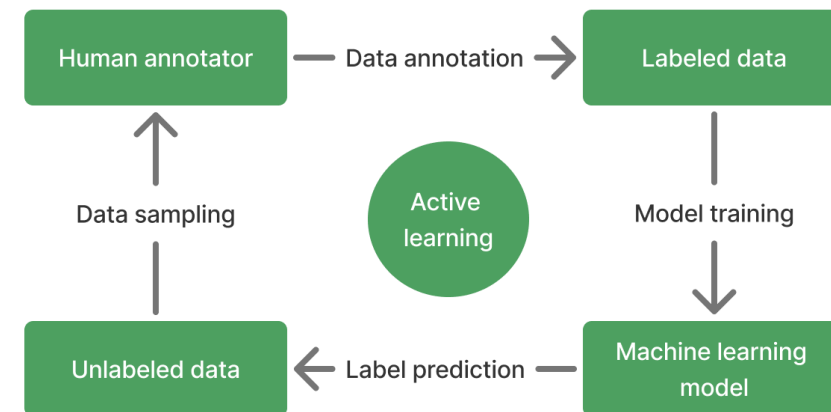 Human annotator
Data annotation
Labeled data
Data sampling
Active
learning
Model training
Unlabeled data
Label prediction
Machine learning
model